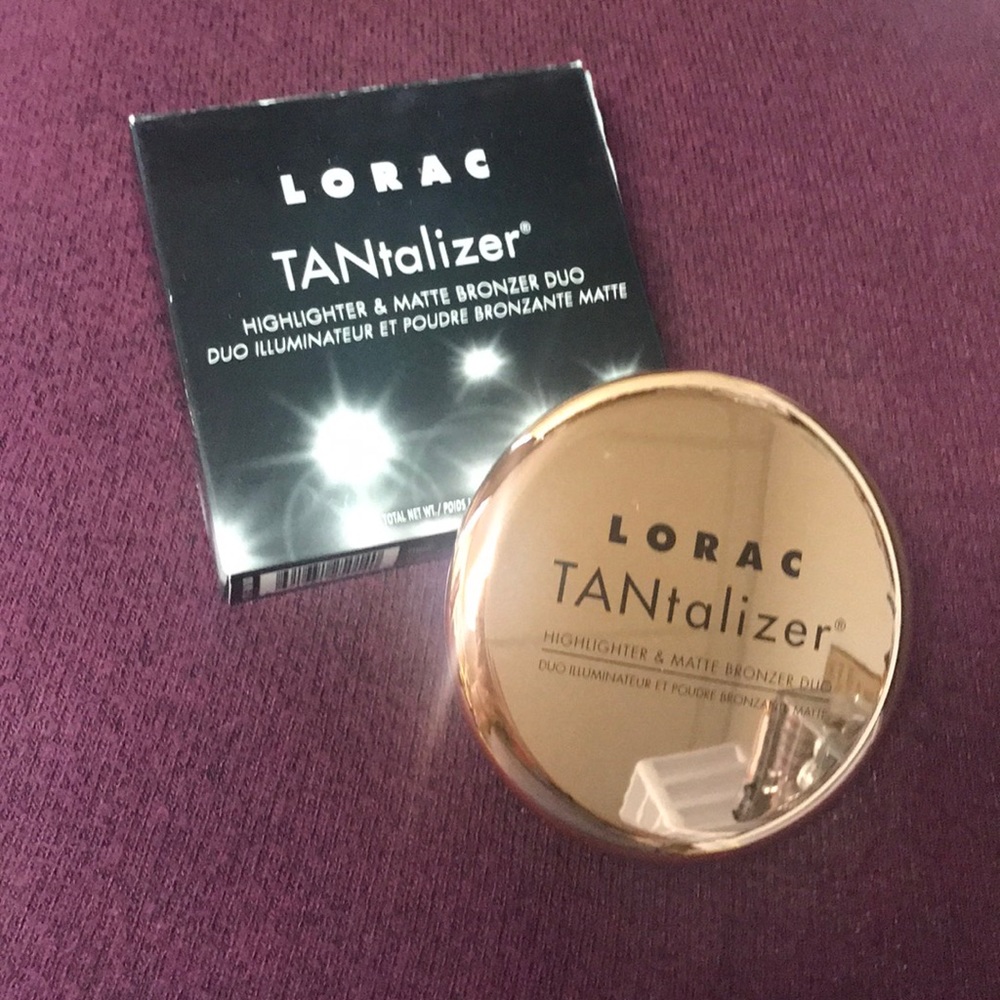 LORAC
TANtalizer®
HIGHLIGHTER & MATTE BRONZER DUO
DUO ILLUMINATEUR ET POUDRE BRONZANTE MATTE
TOTAL NET WT./POIDS
LORAC
TANtalizer®
HIGHLIGHTER & MATTE BRONZER DUO
DUO ILLUMINATEUR ET POUDRE BRONZANTE MATTE